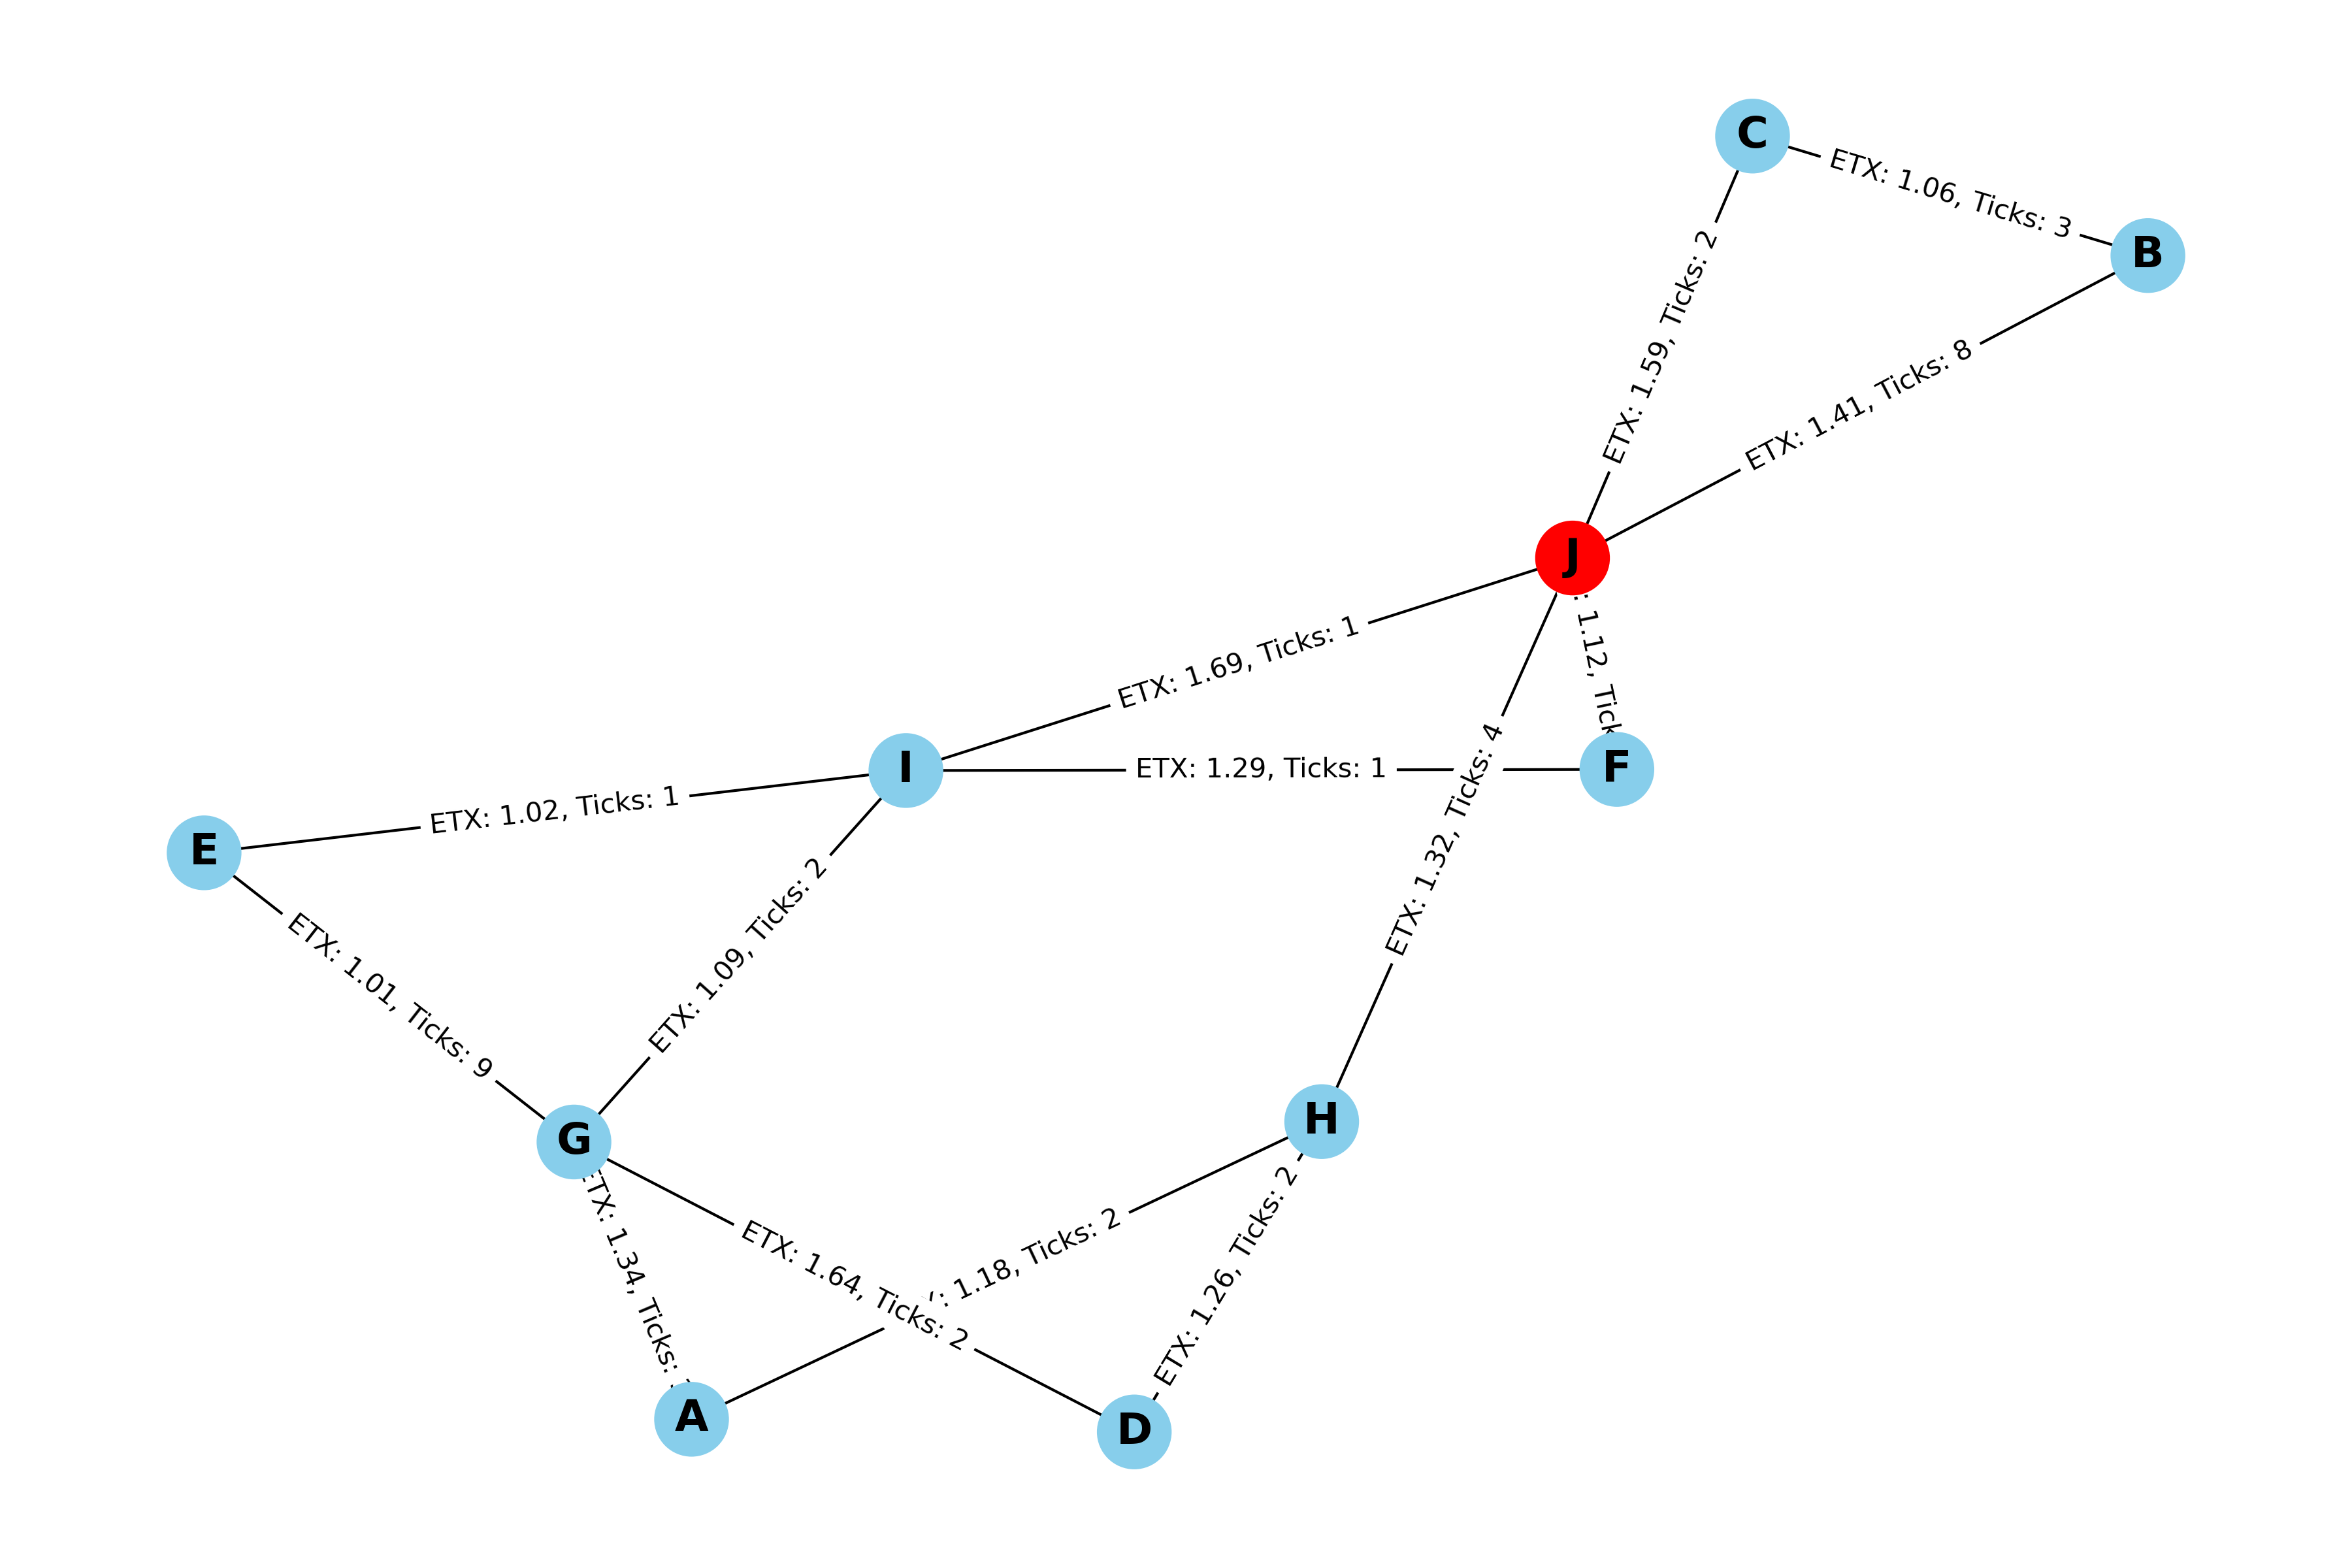 C
ETX: 1.06, Ticks: 3
B
ETX: 1.59, Ticks: 2
ETX: 1.41, Ticks: 8
J
: 1.12,
ETX: 1.69, Ticks: 1
ETX: 1.32, Ticks: 4
I
ETX: 1.29, Ticks: 1
F
ETX: 1.02, Ticks: 1
E
ETX: 1.09, Ticks: 2
ETX: 1.01, Ticks: 9
G
H
ETX: 1.34, Ticks:
ETX: 1.64, Ticks: 2
: 1.18, Ticks: 2
ETX: 1.26, Ticks: 2
A
D